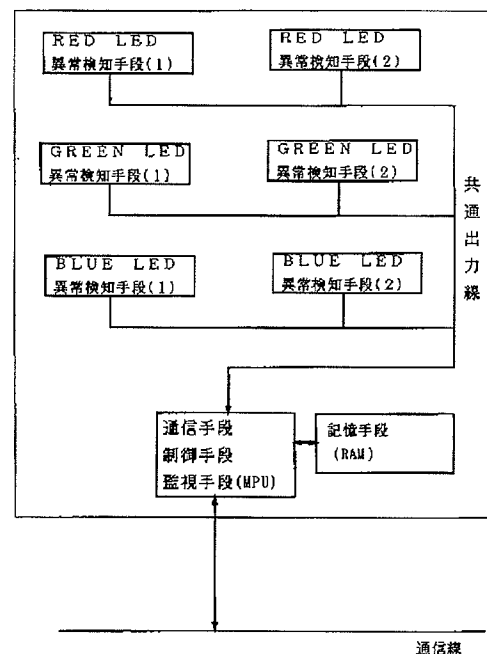 RED LED
異常検知手段(1)
RED LED
異常検知手段(2)
GREEN LED
異常検知手段(1)
GREEN LED
異常検知手段(2)
BLUE LED
異常検知手段(1)
BLUE LED
異常検知手段(2)
共通出力線
通信手段
制御手段
監視手段(MPU)
記憶手段
(RAM)
通信線